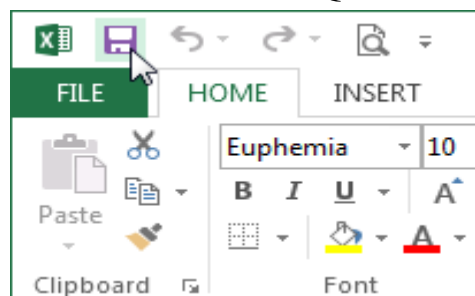 FILE HOME INSERT
Euphemia 10
B I U A
Paste
A
Clipboard Font